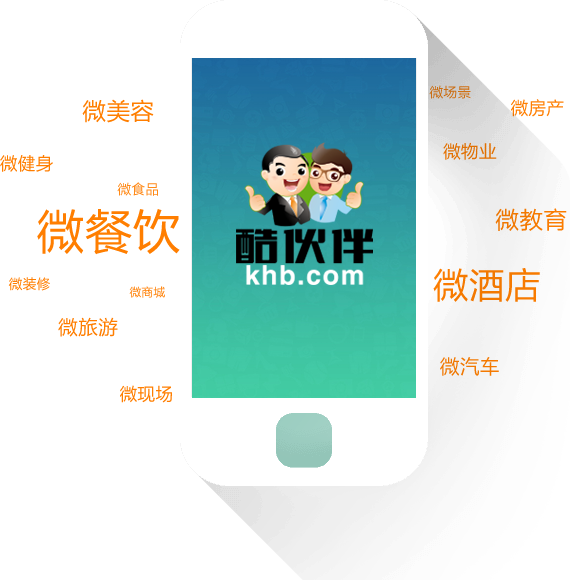 微美容
微健身
微食品
微餐饮
微装修
微商城
微旅游
微现场
酷伙伴
khb.com
微场景
微房产
微物业
微教育
微酒店
微汽车